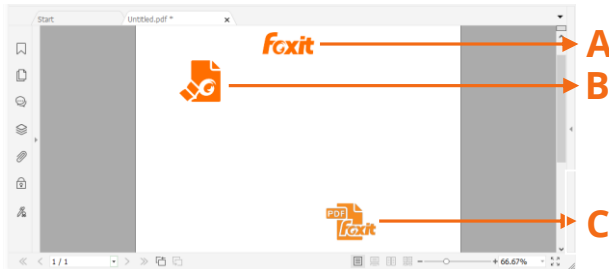 Start
Untitled.pdf *
x
foxit
A
B
PDF
foxit
C
1 / 1
66.67%